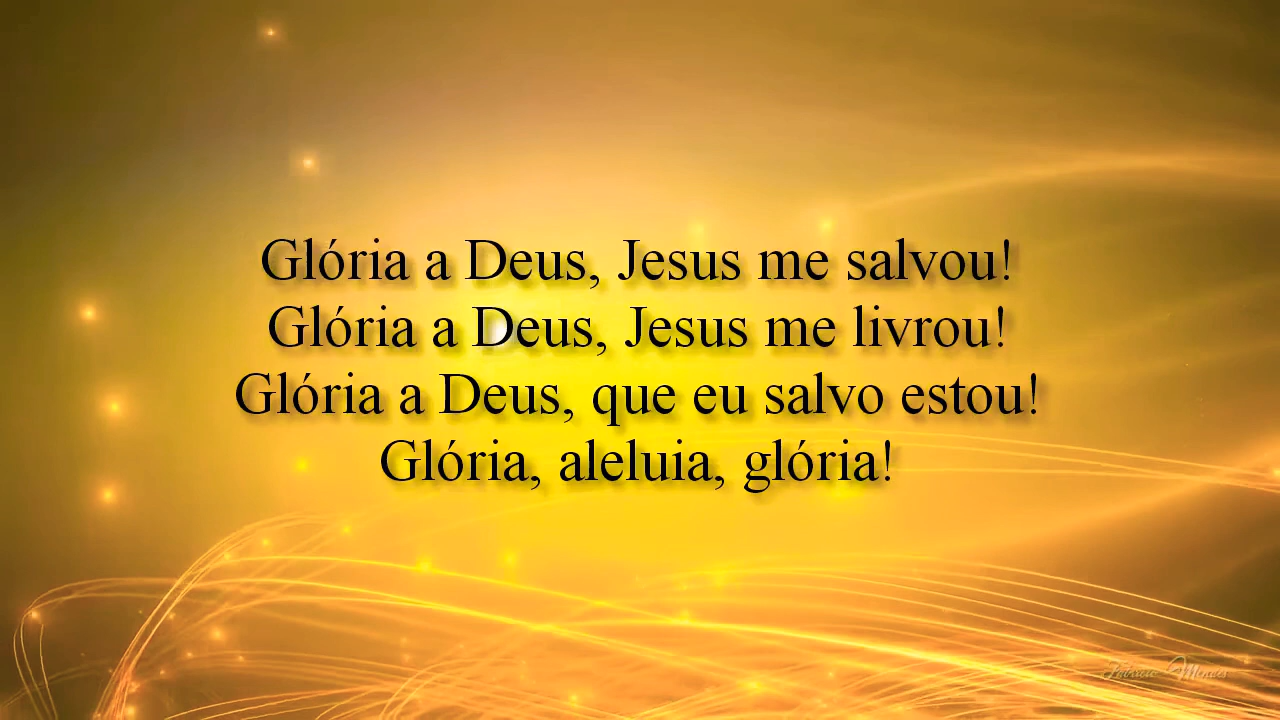 Glória a Deus, Jesus me salvou!
Glória a Deus, Jesus me livrou!
Glória a Deus, que eu salvo estou!
Glória, aleluia, glória!
Mendes